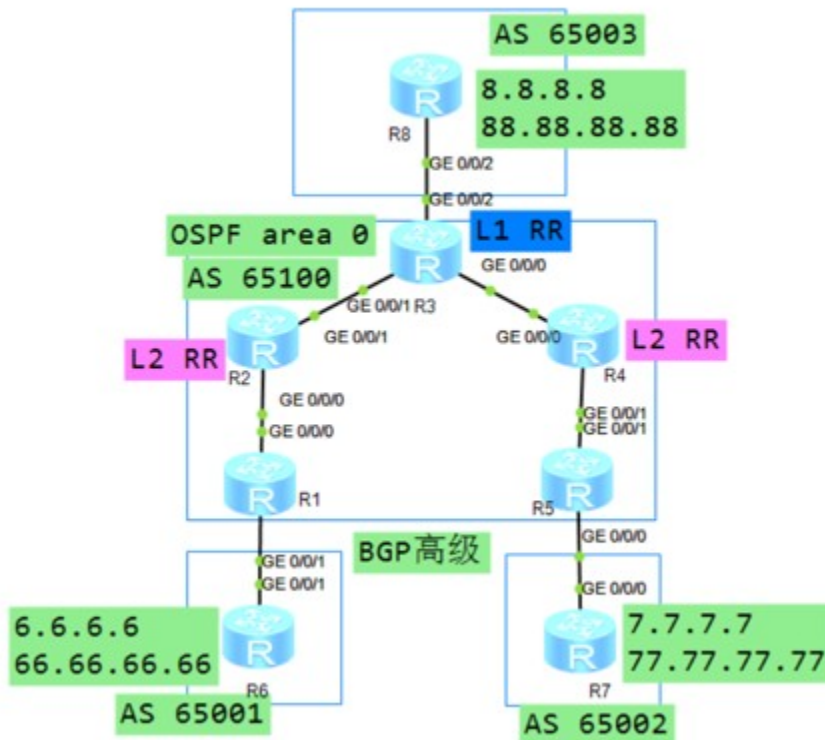 AS 65003
8.8.8.8
88.88.88.88
R
R8
GE 0/0/2
GE 0/0/2
OSPF area 0
L1 RR
R
GE 0/0/0
AS 65100
GE 0/0/1
R3
GE 0/0/1
GE 0/0/0
L2 RR
R
R2
R
R4
L2 RR
GE 0/0/0
GE 0/0/0
GE 0/0/1
GE 0/0/1
R
R1
R
R5
GE 0/0/0
BGP高级
GE 0/0/1
GE 0/0/1
GE 0/0/0
6.6.6.6
66.66.66.66
R
R6
AS 65001
R
R7
7.7.7.7
77.77.77.77
AS 65002